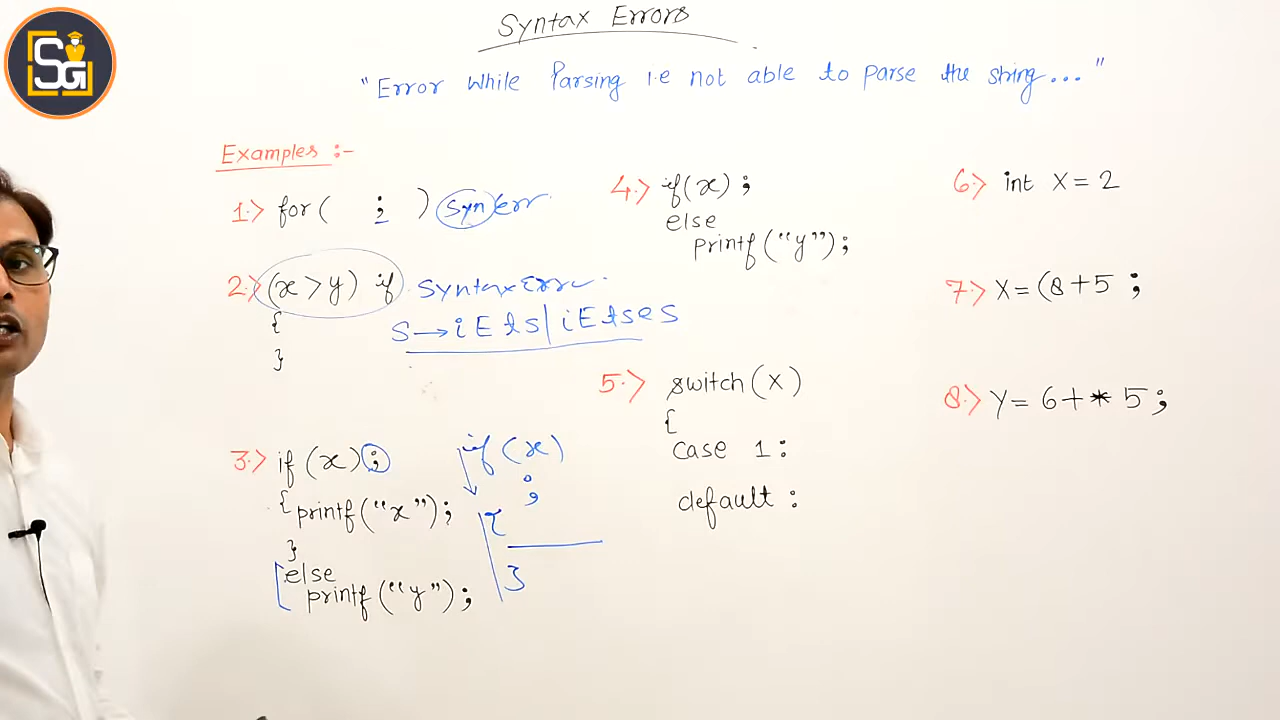 SG
Syntax Errors
"Error while Parsing i.e not able to parse the string..."
Examples :-
1.> for(    ;    ) Syn Err.
2.> (x>y) if Syntax Error.
{
}
S→iEtS|iEtSeS
3.> if(x);
{printf("x");
}
else
printf("y");
if(x)
;
{
}
4.> if(x);
else
printf("y");
5.> switch(x)
{
case 1:
default:
6.> int x=2
7.> x=(8+5 ;
8.> y= 6+* 5;